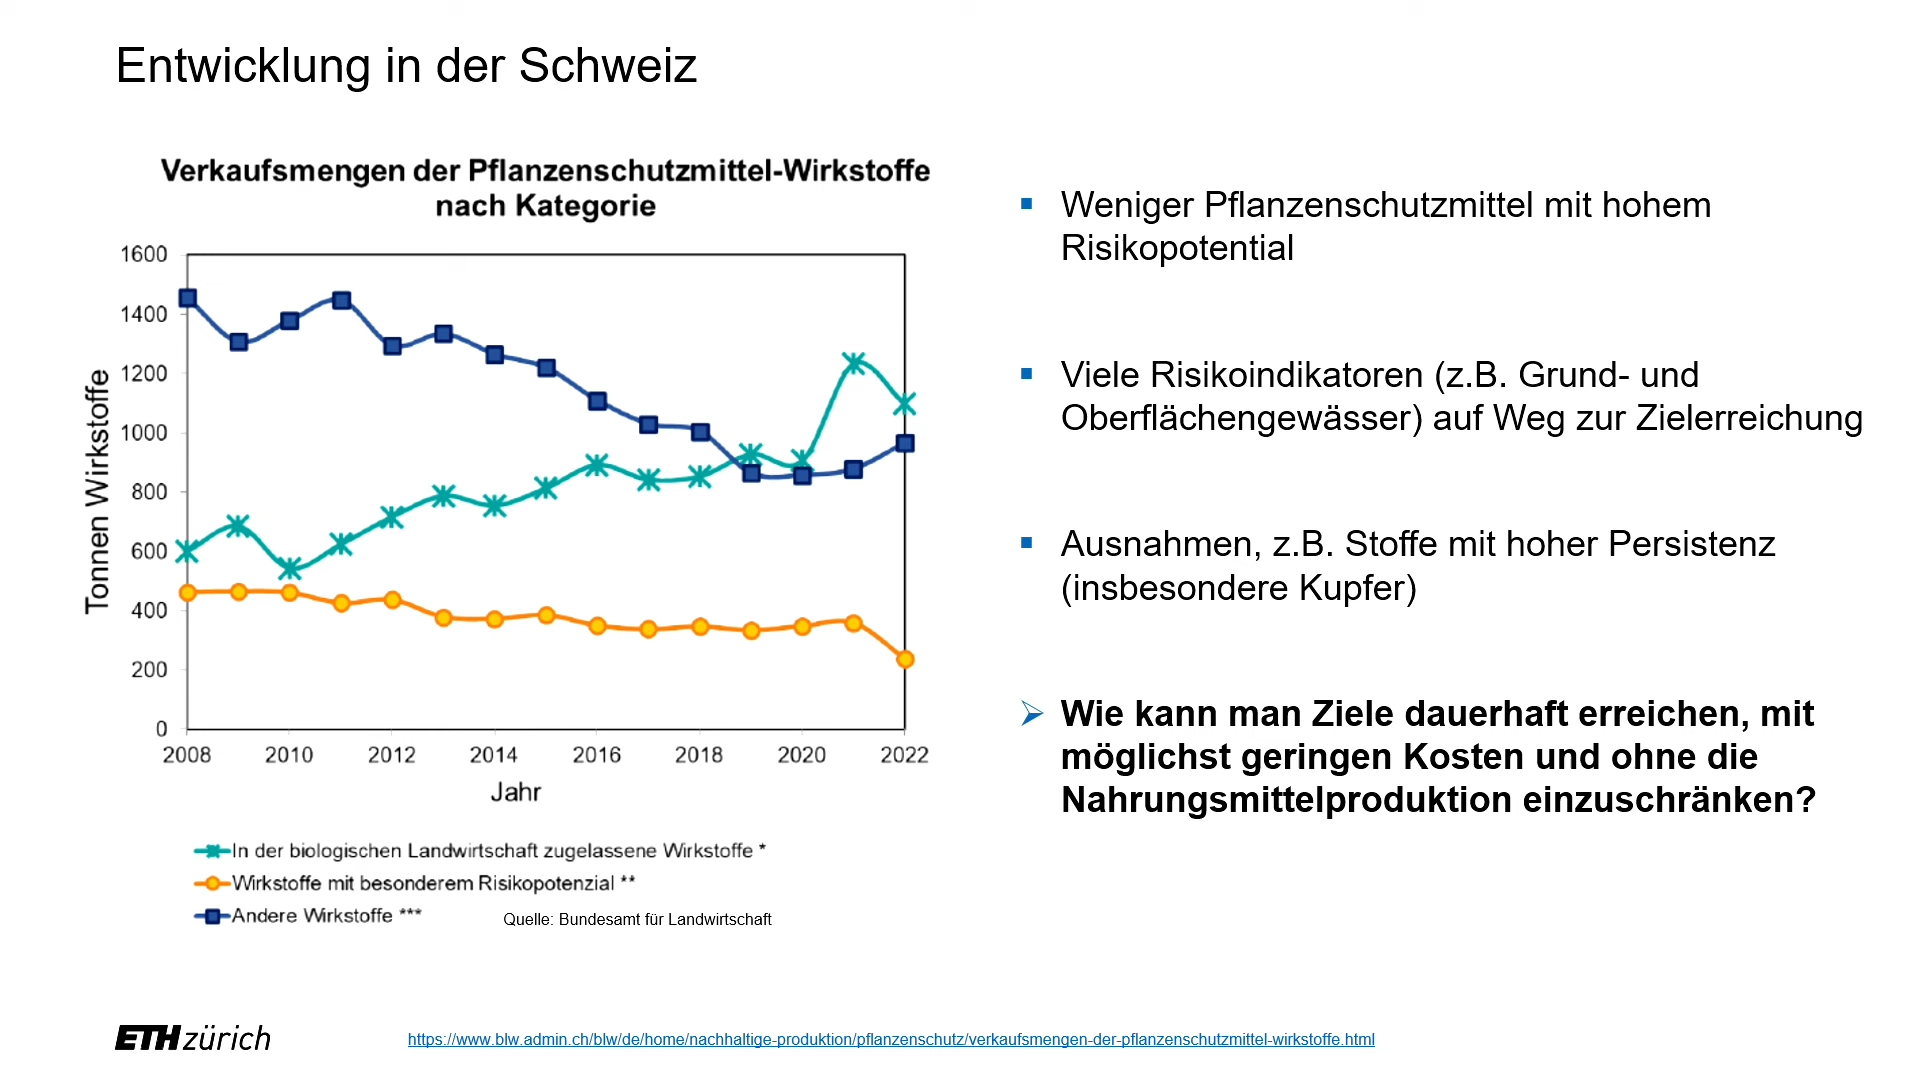 Entwicklung in der Schweiz
Verkaufsmengen der Pflanzenschutzmittel-Wirkstoffe
nach Kategorie
1600
1400
1200
1000
800
600
400
200
0
Tonnen Wirkstoffe
2008 2010 2012 2014 2016 2018 2020 2022
Jahr
In der biologischen Landwirtschaft zugelassene Wirkstoffe *
Wirkstoffe mit besonderem Risikopotenzial **
Andere Wirkstoffe ***
Quelle: Bundesamt für Landwirtschaft
Weniger Pflanzenschutzmittel mit hohem
Risikopotential
Viele Risikoindikatoren (z.B. Grund- und
Oberflächengewässer) auf Weg zur Zielerreichung
Ausnahmen, z.B. Stoffe mit hoher Persistenz
(insbesondere Kupfer)
Wie kann man Ziele dauerhaft erreichen, mit
möglichst geringen Kosten und ohne die
Nahrungsmittelproduktion einzuschränken?
ETH zürich
https://www.blw.admin.ch/blw/de/home/nachhaltige-produktion/pflanzenschutz/verkaufsmengen-der-pflanzenschutzmittel-wirkstoffe.html